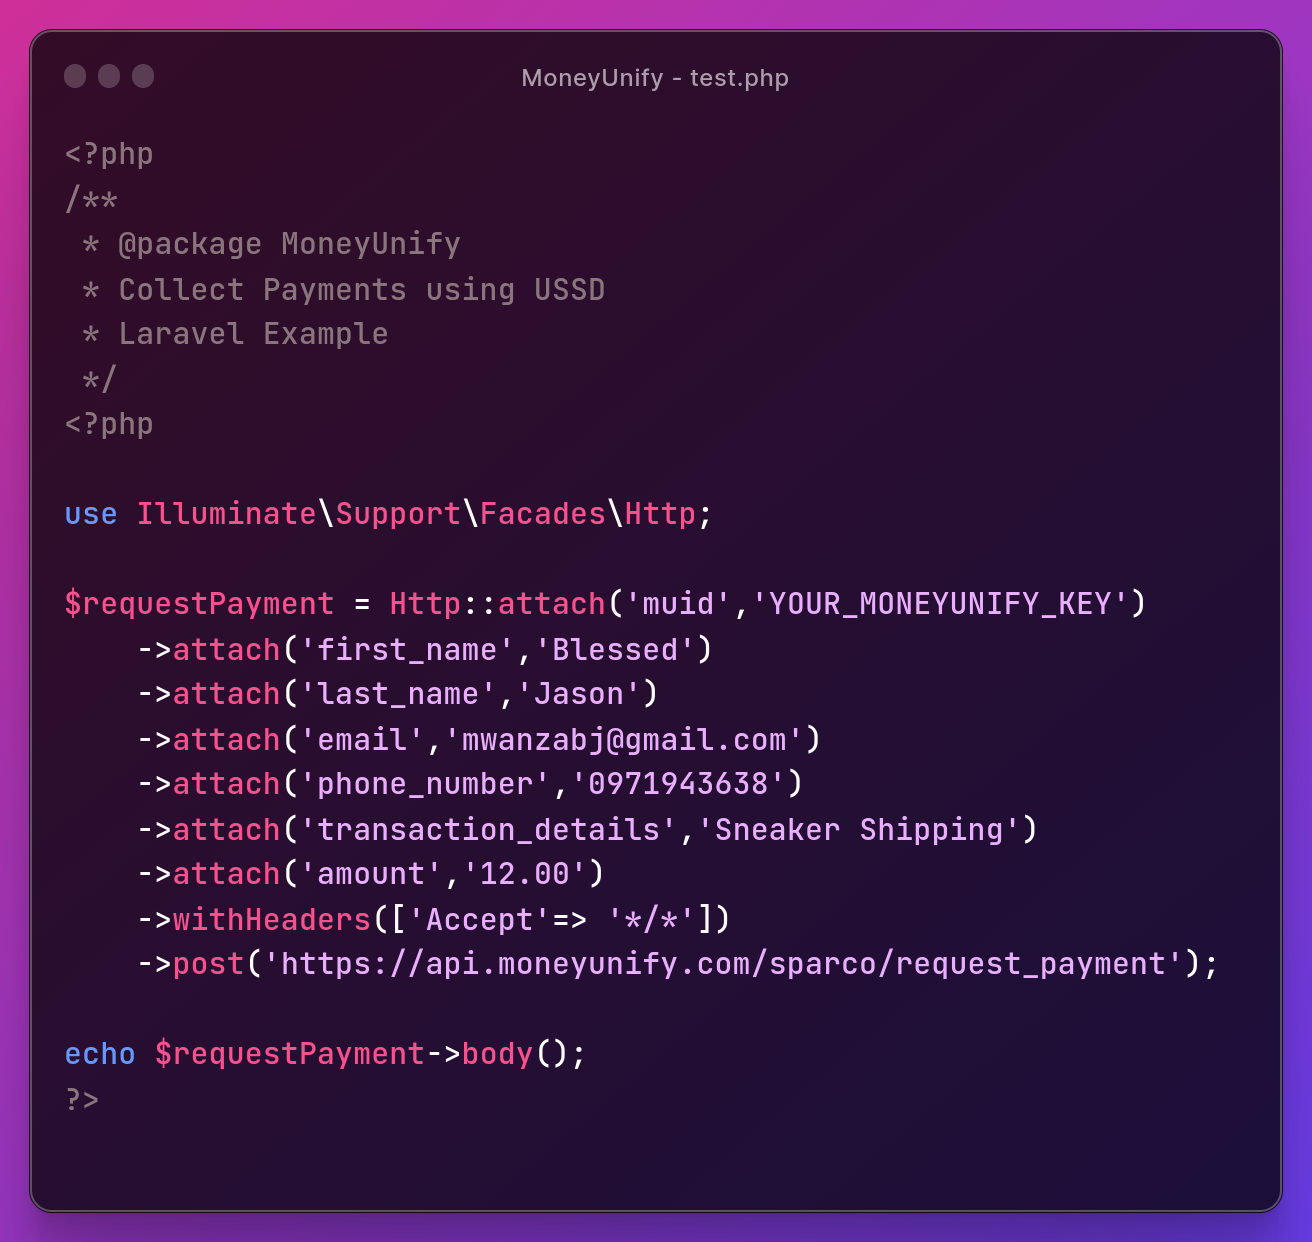 MoneyUnify - test.php
<?php
/**
 * @package MoneyUnify
 * Collect Payments using USSD
 * Laravel Example
 */
<?php

use Illuminate\Support\Facades\Http;

$requestPayment = Http::attach('muid','YOUR_MONEYUNIFY_KEY')
    ->attach('first_name','Blessed')
    ->attach('last_name','Jason')
    ->attach('email','mwanzabj@gmail.com')
    ->attach('phone_number','0971943638')
    ->attach('transaction_details','Sneaker Shipping')
    ->attach('amount','12.00')
    ->withHeaders(['Accept'=> '*/*'])
    ->post('https://api.moneyunify.com/sparco/request_payment');

echo $requestPayment->body();
?>